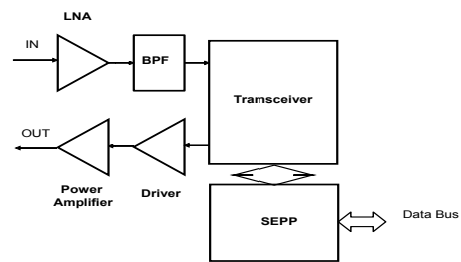 LNA
IN
BPF
Transceiver
OUT
Power
Amplifier
Driver
SEPP
Data Bus